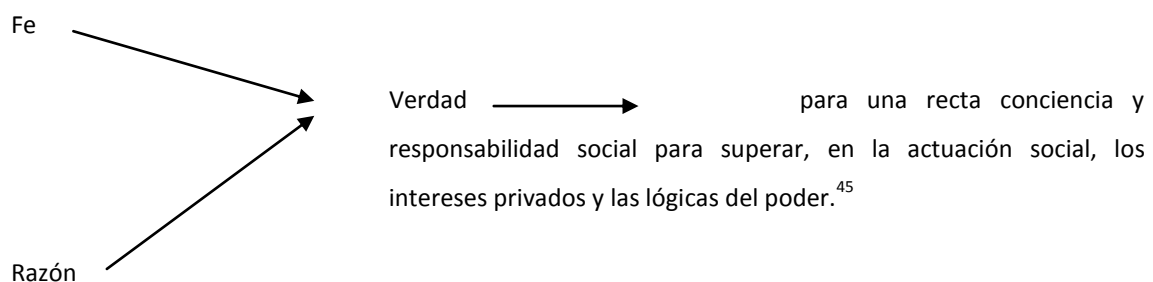 Fe
Verdad para una recta conciencia y
responsabilidad social para superar, en la actuación social, los
intereses privados y las lógicas del poder.45
Razón